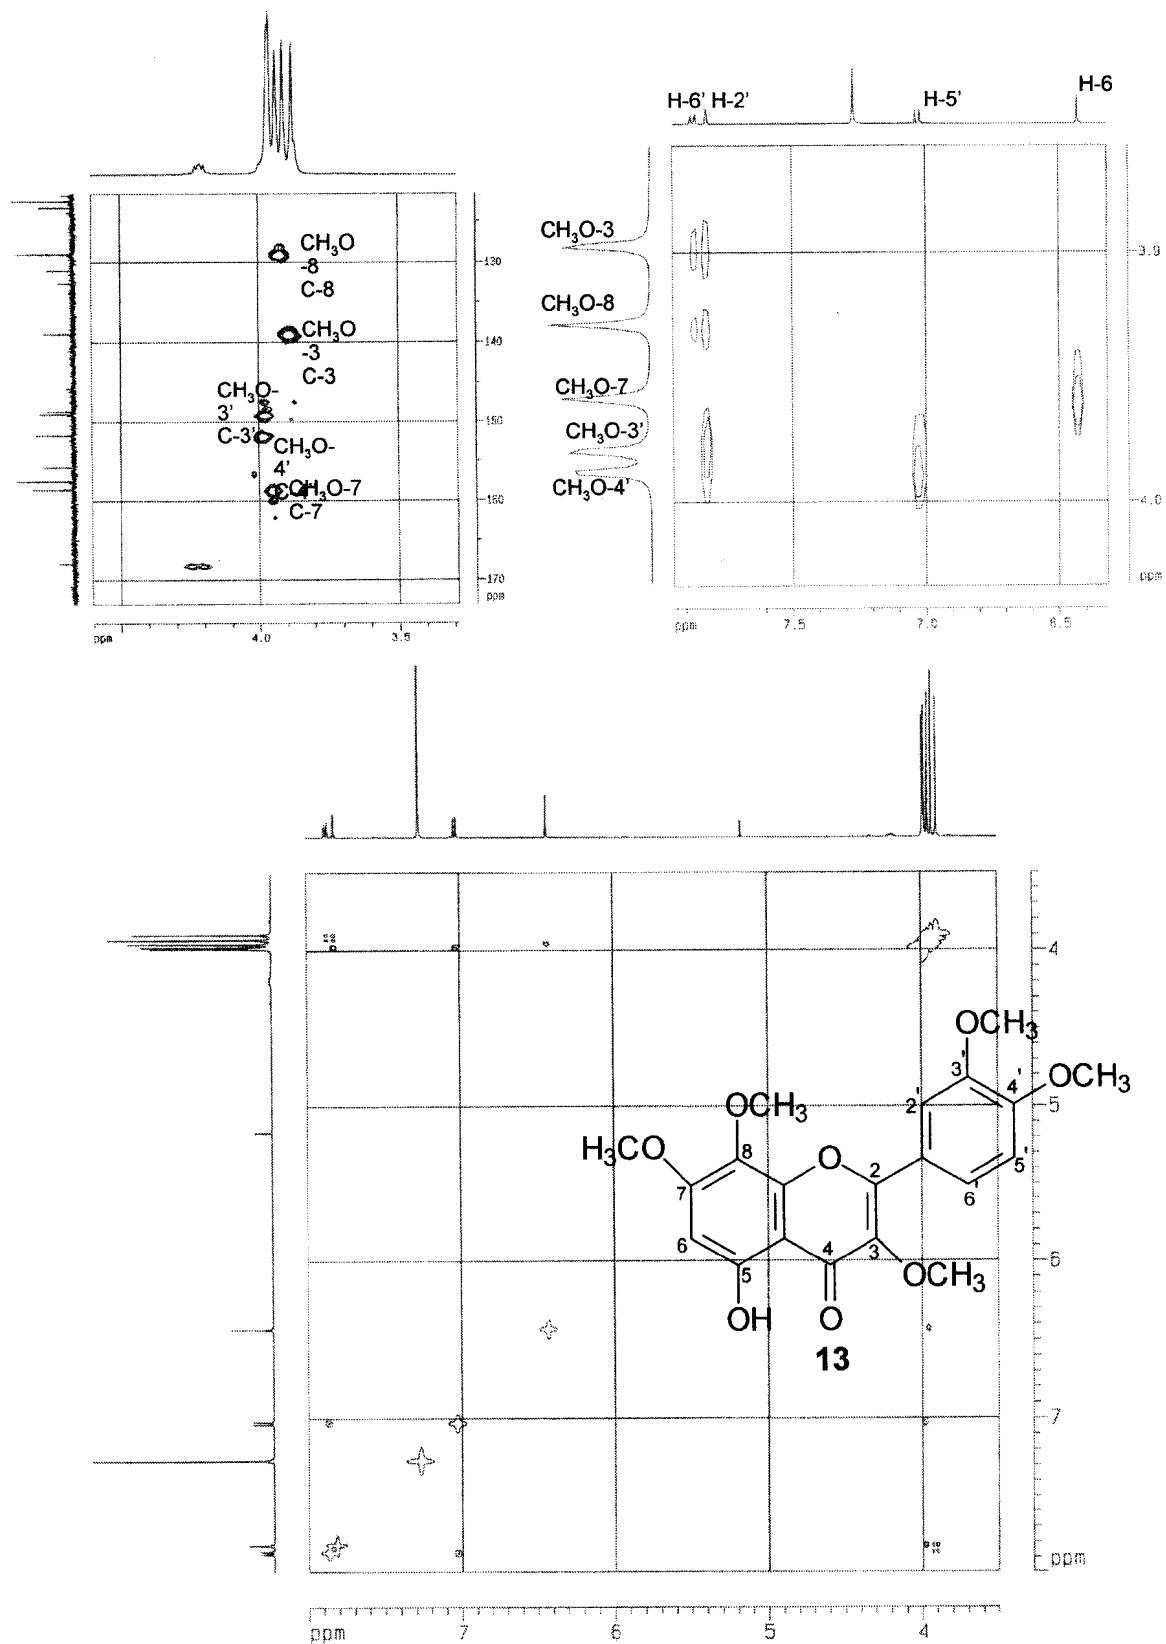 CH3O
-8
C-8
CH3O
-3
C-3
CH3O-
3'
C-3'
CH3O-
4'
CH3O-7
C-7
130
140
150
160
170
ppm
ppm
4.0
3.5
H-6' H-2'
H-5'
H-6
CH3O-3
CH3O-8
CH3O-7
CH3O-3'
CH3O-4'
3.9
4.0
ppm
ppm
7.5
7.0
6.5
4
5
6
7
ppm
OCH3
3'
4'
OCH3
2'
5'
6'
OCH3
H3CO
8
O
2
7
6
4
3
5
OCH3
OH
O
13
ppm
7
6
5
4